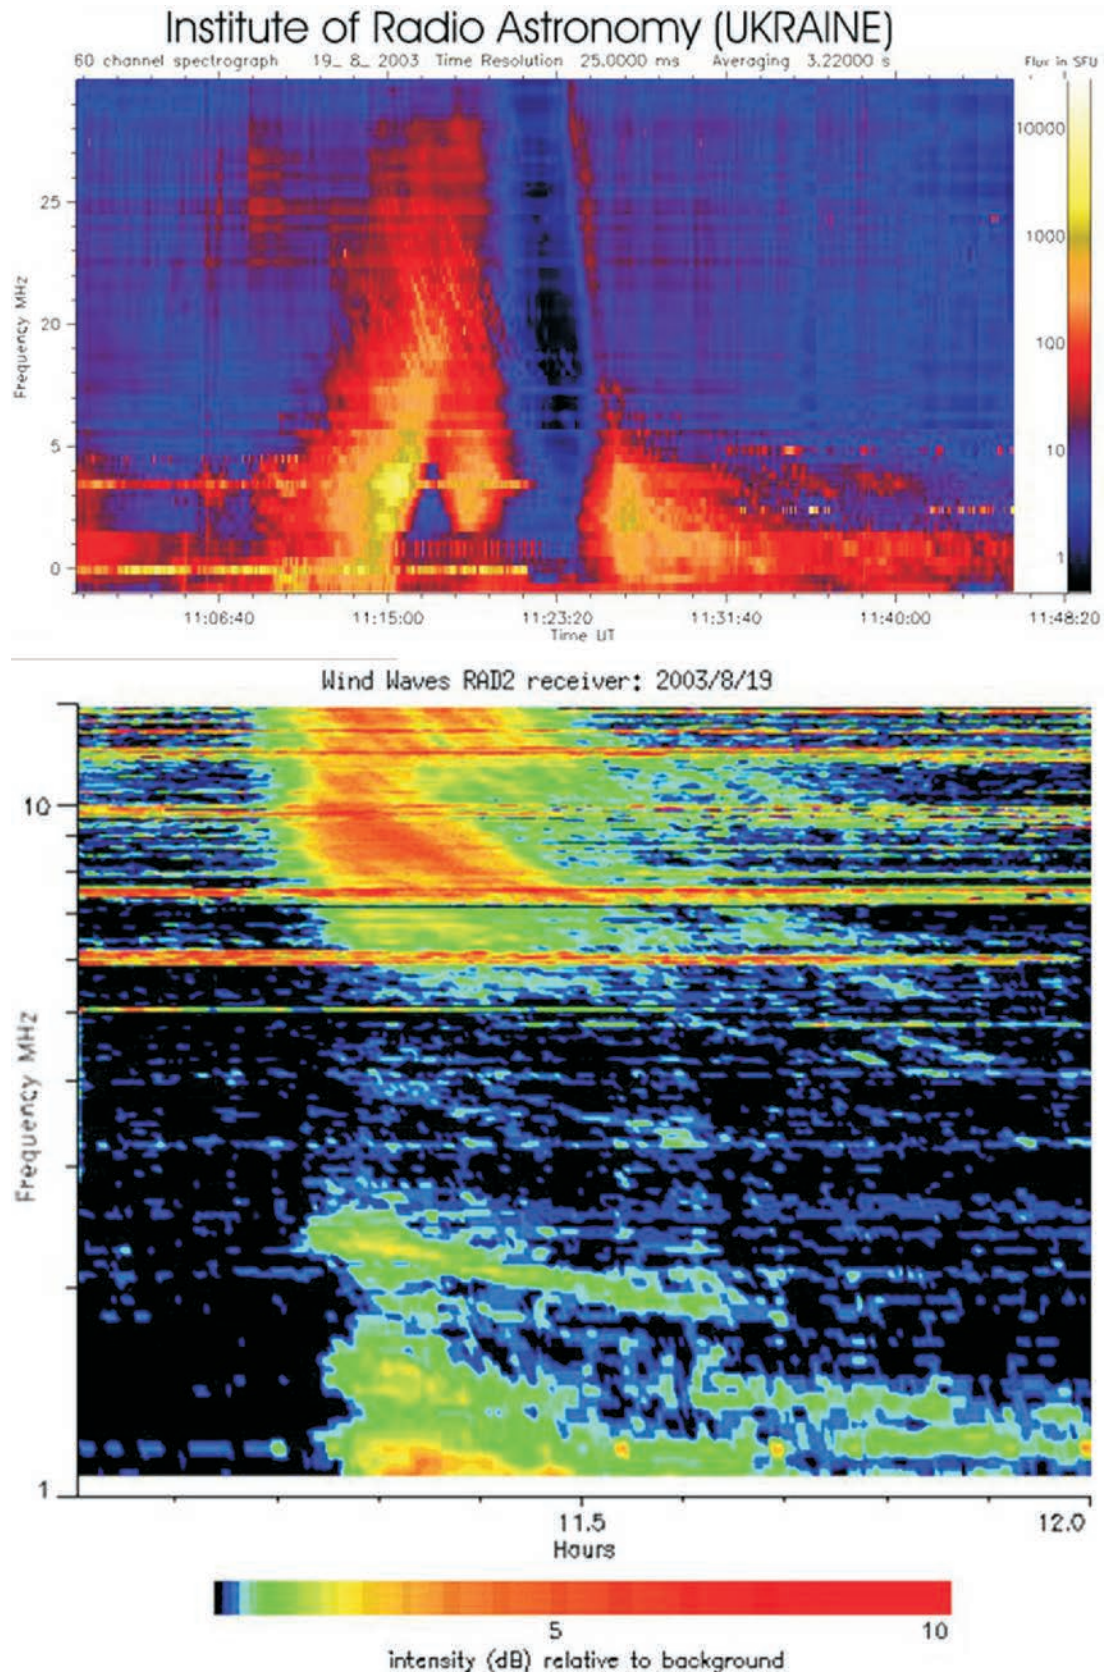 Institute of Radio Astronomy (UKRAINE)
60 channel spectrograph 19_ 8_ 2003 Time Resolution 25.0000 ms Averaging 3.22000 s Flux in SFU
10000
1000
100
10
1
Frequency MHz
25
20
5
0
11:06:40 11:15:00 11:23:20 11:31:40 11:40:00 11:48:20
Time UT
Wind Waves RAD2 receiver: 2003/8/19
Frequency MHz
10
1
11.5 12.0
Hours
5 10
intensity (dB) relative to background